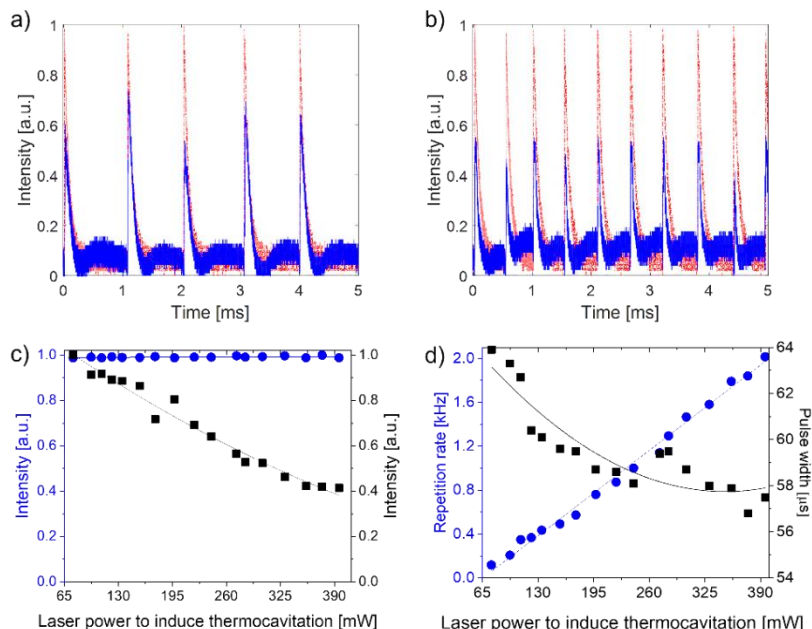 a)
Intensity [a.u.]
1
0.8
0.6
0.4
0.2
0
0 1 2 3 4 5
Time [ms]
b)
Intensity [a.u.]
1
0.8
0.6
0.4
0.2
0
0 1 2 3 4 5
Time [ms]
c)
Intensity [a.u.]
1.0
0.8
0.6
0.4
0.2
0.0
1.0
0.8
0.6
0.4
0.2
0.0
Intensity [a.u.]
65 130 195 260 325 390
Laser power to induce thermocavitation [mW]
d)
Repetition rate [kHz]
2.0
1.6
1.2
0.8
0.4
0.0
64
62
60
58
56
54
Pulse width [µs]
65 130 195 260 325 390
Laser power to induce thermocavitation [mW]